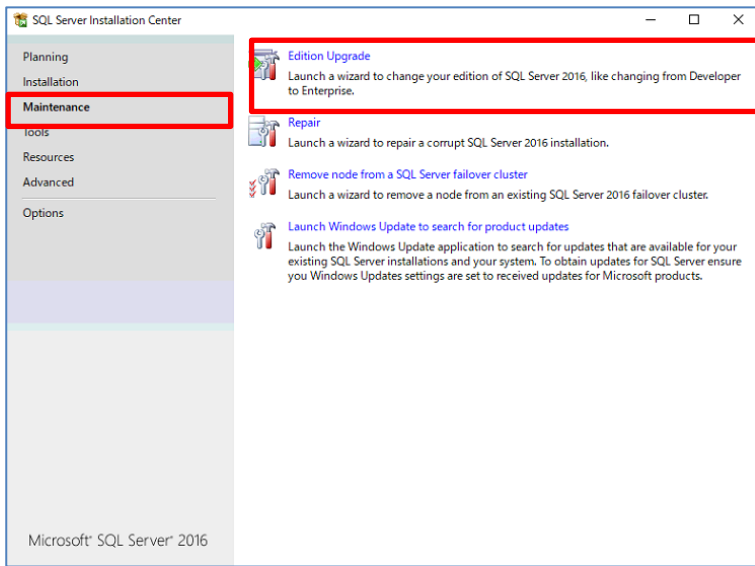 SQL Server Installation Center
Planning
Installation
Maintenance
Tools
Resources
Advanced
Options
Edition Upgrade
Launch a wizard to change your edition of SQL Server 2016, like changing from Developer
to Enterprise.
Repair
Launch a wizard to repair a corrupt SQL Server 2016 installation.
Remove node from a SQL Server failover cluster
Launch a wizard to remove a node from an existing SQL Server 2016 failover cluster.
Launch Windows Update to search for product updates
Launch the Windows Update application to search for updates that are available for your
existing SQL Server installations and your system. To obtain updates for SQL Server ensure
you Windows Updates settings are set to received updates for Microsoft products.
Microsoft® SQL Server® 2016